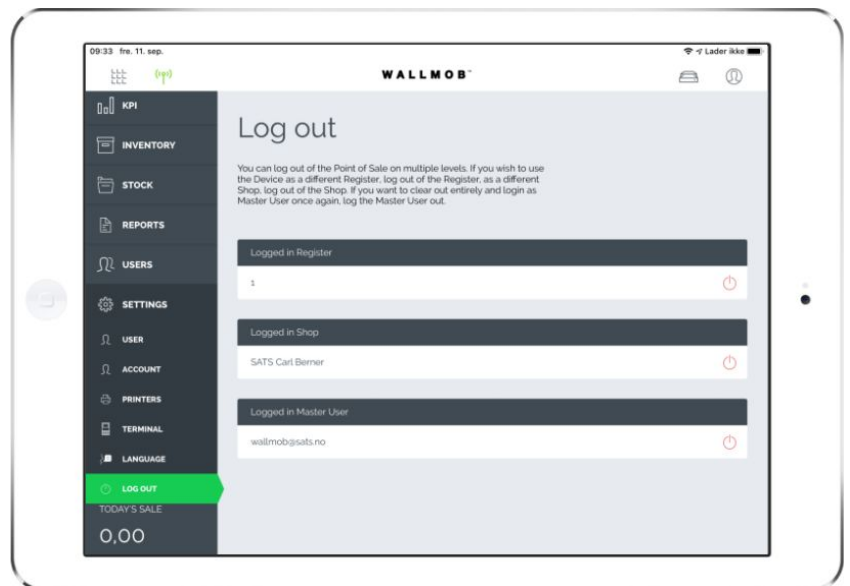 09:33 fre. 11. sep.
Lader ikke
WALLMOB™
KPI
INVENTORY
STOCK
REPORTS
USERS
SETTINGS
USER
ACCOUNT
PRINTERS
TERMINAL
LANGUAGE
LOG OUT
TODAY'S SALE
0,00
Log out
You can log out of the Point of Sale on multiple levels. If you wish to use
the Device as a different Register, log out of the Register, as a different
Shop, log out of the Shop. If you want to clear out entirely and login as
Master User once again, log the Master User out.
Logged in Register
1
Logged in Shop
SATS Carl Berner
Logged in Master User
wallmob@sats.no